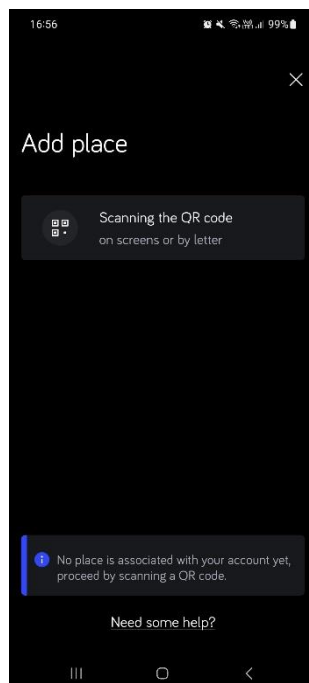 16:56
99%
Add place
Scanning the QR code
on screens or by letter
No place is associated with your account yet,
proceed by scanning a QR code.
Need some help?